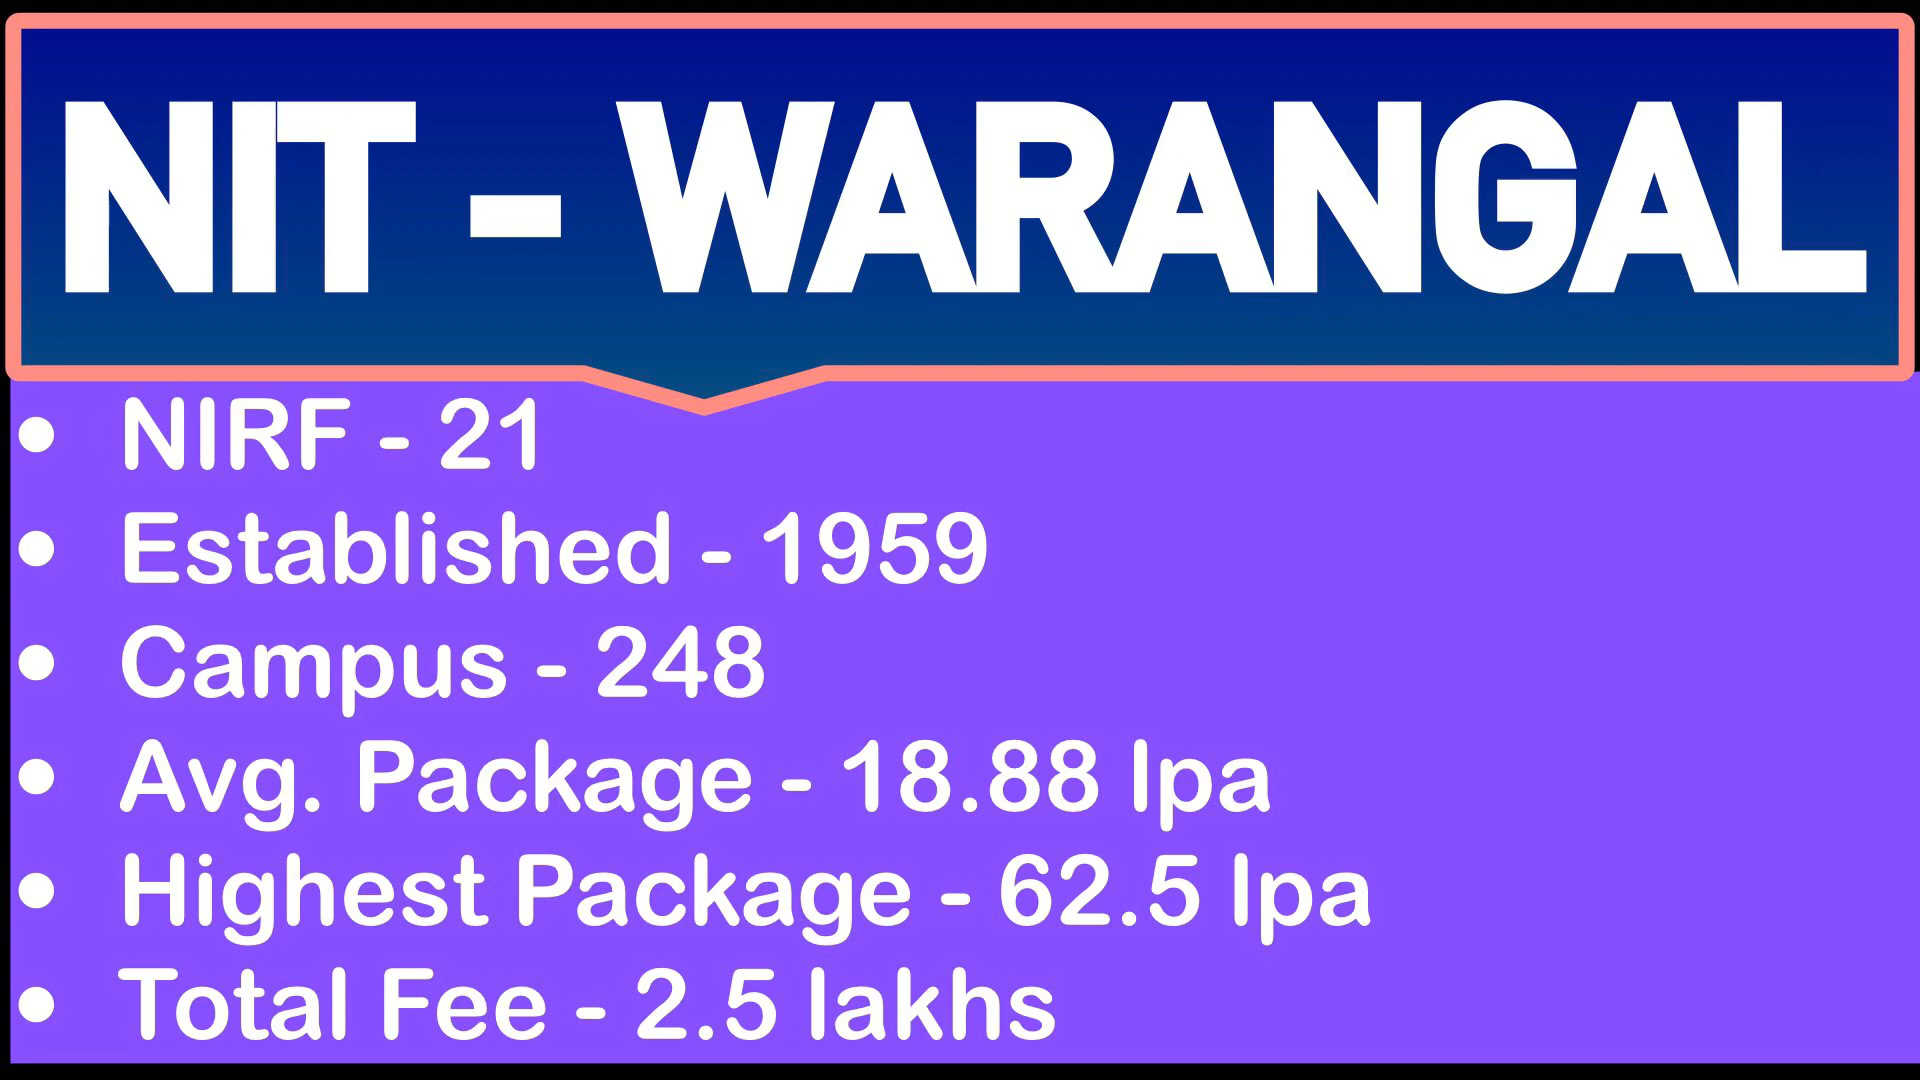 NIT - WARANGAL
• NIRF - 21
• Established - 1959
• Campus - 248
• Avg. Package - 18.88 lpa
• Highest Package - 62.5 lpa
• Total Fee - 2.5 lakhs